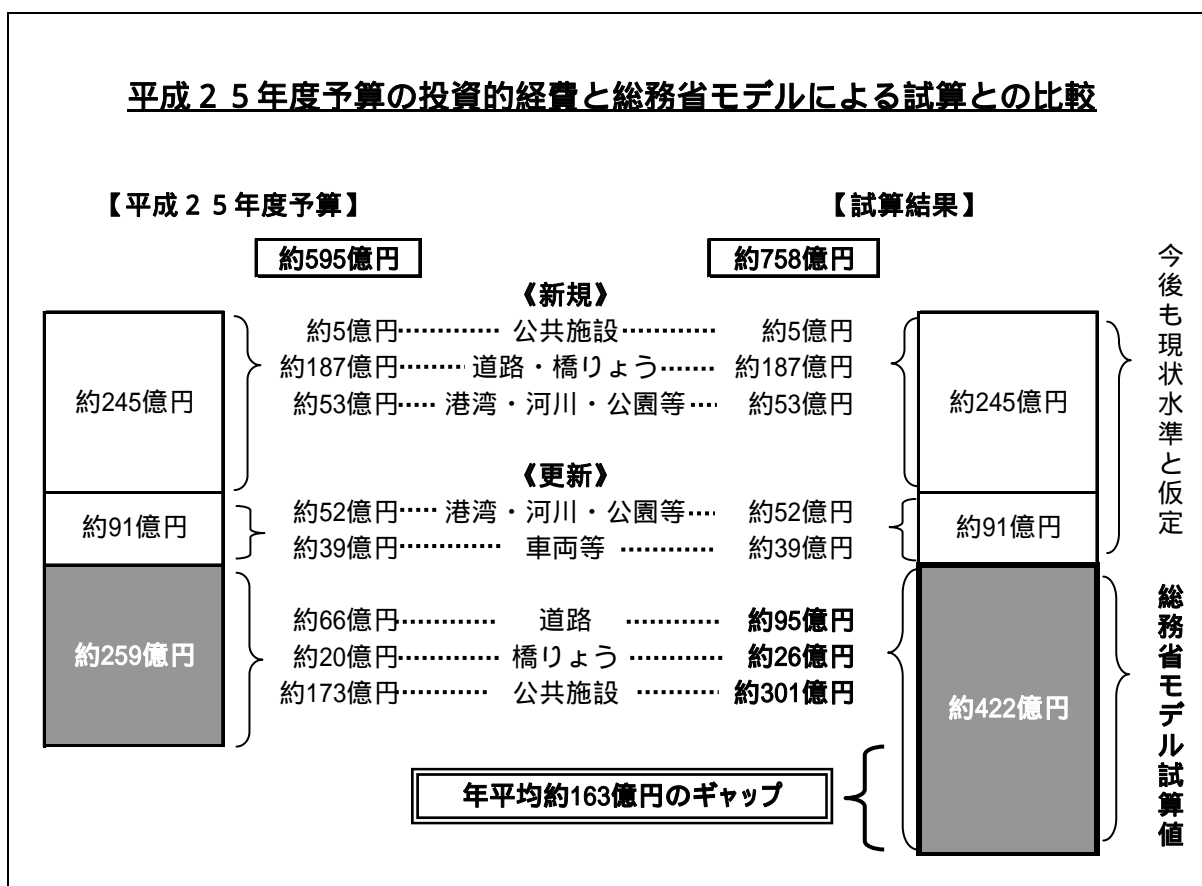 平成２５年度予算の投資的経費と総務省モデルによる試算との比較
【平成２５年度予算】
【試算結果】
約595億円
約758億円
《新規》
約5億円············· 公共施設············ 約5億円
約187億円········ 道路・橋りょう······· 約187億円
約53億円····· 港湾・河川・公園等···· 約53億円
約245億円
約245億円
《更新》
約52億円····· 港湾・河川・公園等···· 約52億円
約39億円············· 車両等 ············ 約39億円
約91億円
約91億円
今後も現状水準と仮定
約66億円············ 道路 ············ 約95億円
約20億円············· 橋りょう ············ 約26億円
約173億円··········· 公共施設 ··········· 約301億円
約259億円
約422億円
総務省モデル試算値
年平均約163億円のギャップ